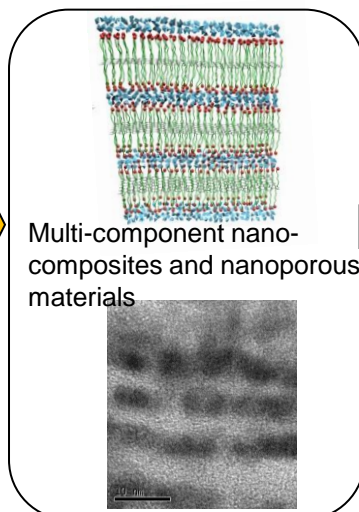 Multi-component nano-
composites and nanoporous
materials